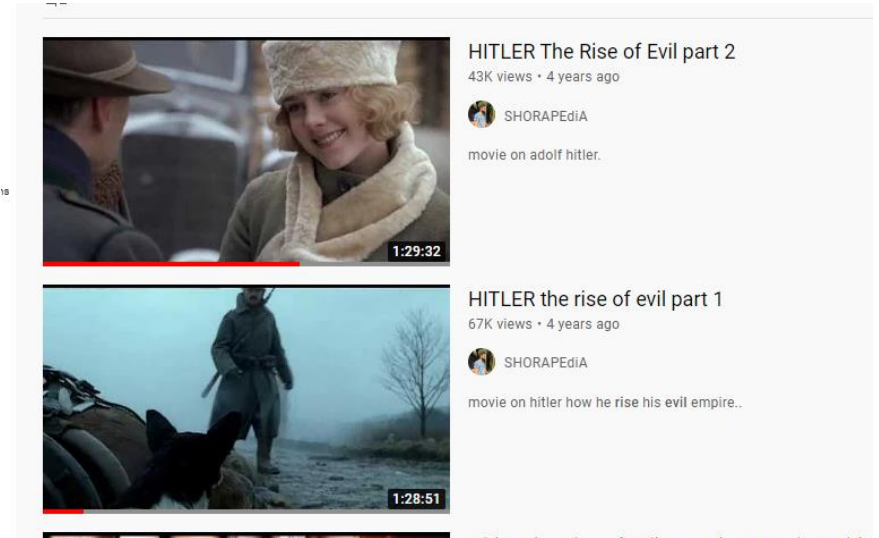 HITLER The Rise of Evil part 2
43K views • 4 years ago
SHORAPEdiA
movie on adolf hitler.
1:29:32
HITLER the rise of evil part 1
67K views • 4 years ago
SHORAPEdiA
movie on hitler how he rise his evil empire..
1:28:51